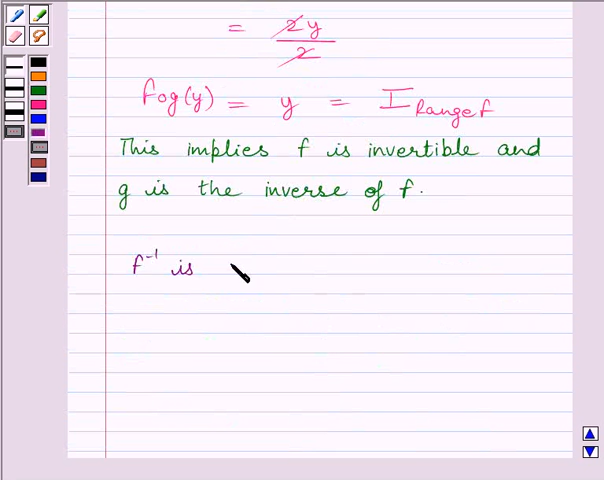 = 2y
2
fog(y) = y = I Range f
This implies f is invertible and
g is the inverse of f.
f⁻¹ is